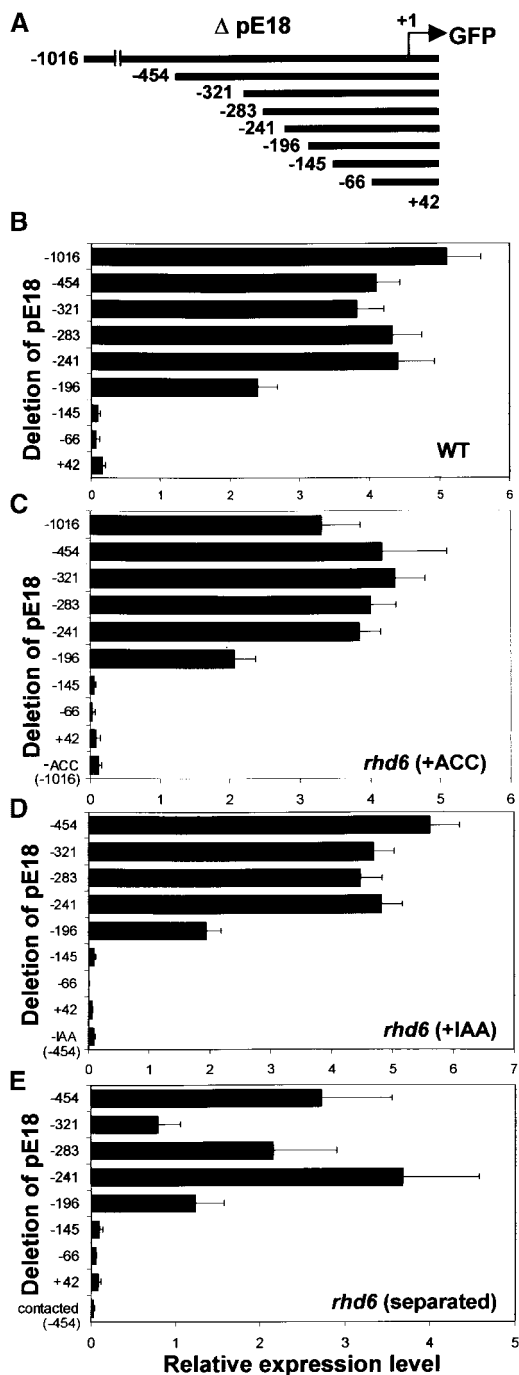 A
Δ pE18
+1
GFP
-1016
-454
-321
-283
-241
-196
-145
-66
+42
B
Deletion of pE18
-1016
-454
-321
-283
-241
-196
-145
-66
+42
WT
0 1 2 3 4 5 6
C
Deletion of pE18
-1016
-454
-321
-283
-241
-196
-145
-66
+42
-ACC
(-1016)
rhd6 (+ACC)
0 1 2 3 4 5 6
D
Deletion of pE18
-454
-321
-283
-241
-196
-145
-66
+42
-IAA
(-454)
rhd6 (+IAA)
0 1 2 3 4 5 6 7
E
Deletion of pE18
-454
-321
-283
-241
-196
-145
-66
+42
contacted
(-454)
rhd6 (separated)
0 1 2 3 4 5
Relative expression level